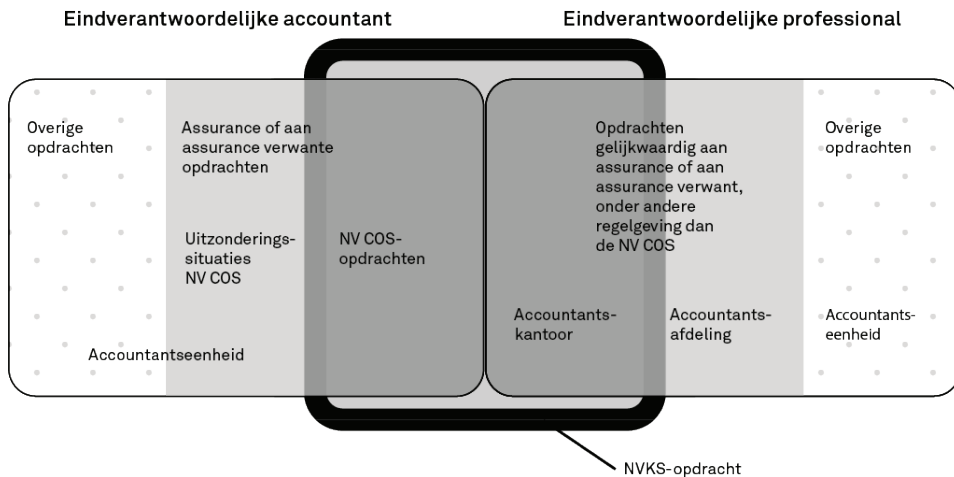 Eindverantwoordelijke accountant
Eindverantwoordelijke professional
Overige
opdrachten
Assurance of aan
assurance verwante
opdrachten
Uitzonderings-
situaties
NV COS
NV COS-
opdrachten
Accountantseenheid
Opdrachten
gelijkwaardig aan
assurance of aan
assurance verwant,
onder andere
regelgeving dan
de NV COS
Accountants-
kantoor
Accountants-
afdeling
Overige
opdrachten
Accountants-
eenheid
NVKS-opdracht